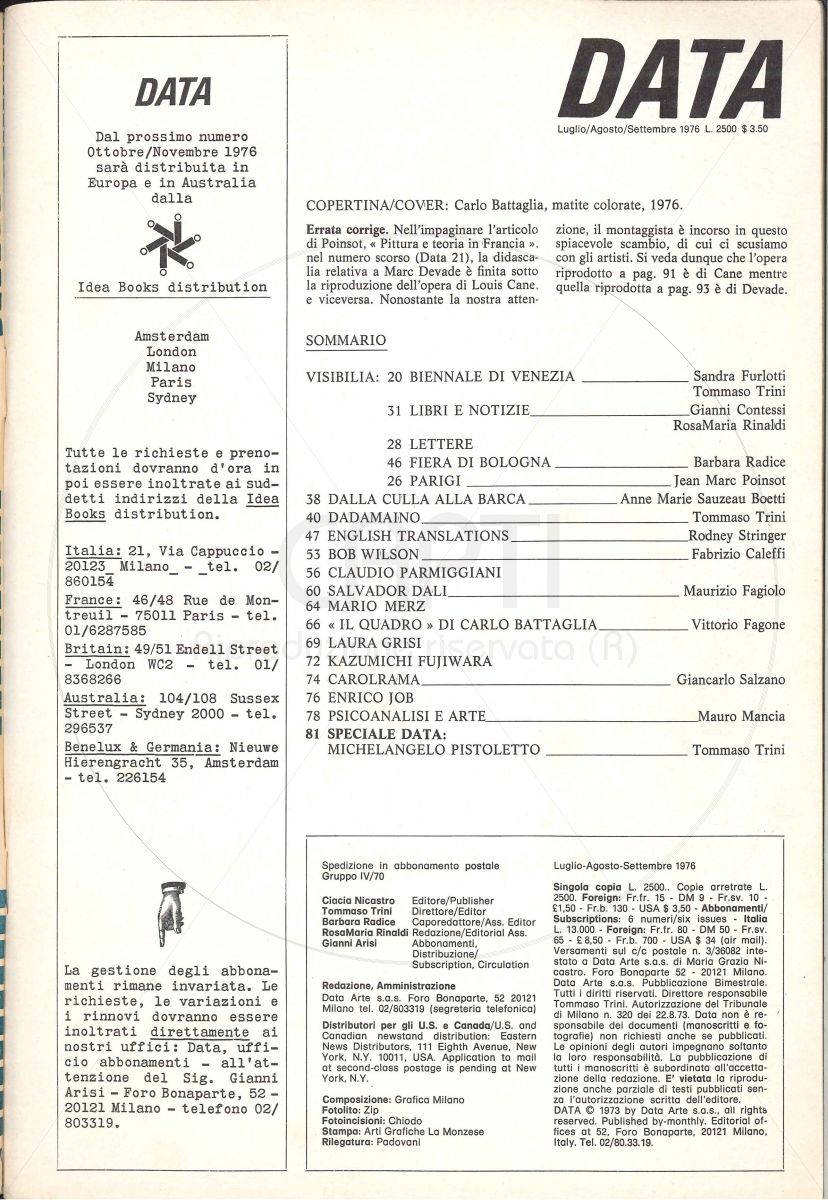 DATA
Dal prossimo numero
Ottobre/Novembre 1976
sarà distribuita in
Europa e in Australia
dalla
Idea Books distribution
Amsterdam
London
Milano
Paris
Sydney
Tutte le richieste e preno-
tazioni dovranno d'ora in
poi essere inoltrate ai sud-
detti indirizzi della Idea
Books distribution.
Italia: 21, Via Cappuccio -
20123_ Milano_ - _tel. 02/
860154
France: 46/48 Rue de Mon-
treuil - 75011 Paris - tel.
01/6287585
Britain: 49/51 Endell Street
- London WC2 - tel. 01/
8368266
Australia: 104/108 Sussex
Street - Sydney 2000 - tel.
296537
Benelux & Germania: Nieuwe
Hierengracht 35, Amsterdam
- tel. 226154
La gestione degli abbona-
menti rimane invariata. Le
richieste, le variazioni e
i rinnovi dovranno essere
inoltrati direttamente ai
nostri uffici: Data, uffi-
cio abbonamenti - all'at-
tenzione del Sig. Gianni
Arisi - Foro Bonaparte, 52 -
20121 Milano - telefono 02/
803319.
DATA
Luglio/Agosto/Settembre 1976 L. 2500 $ 3.50
COPERTINA/COVER: Carlo Battaglia, matite colorate, 1976.
Errata corrige. Nell'impaginare l'articolo
di Poinsot, « Pittura e teoria in Francia ».
nel numero scorso (Data 21), la didasca-
lia relativa a Marc Devade è finita sotto
la riproduzione dell'opera di Louis Cane.
e viceversa. Nonostante la nostra atten-
zione, il montaggista è incorso in questo
spiacevole scambio, di cui ci scusiamo
con gli artisti. Si veda dunque che l'opera
riprodotto a pag. 91 è di Cane mentre
quella riprodotta a pag. 93 è di Devade.
SOMMARIO
VISIBILIA: 20 BIENNALE DI VENEZIA Sandra Furlotti
Tommaso Trini
31 LIBRI E NOTIZIE Gianni Contessi
RosaMaria Rinaldi
28 LETTERE
46 FIERA DI BOLOGNA Barbara Radice
26 PARIGI Jean Marc Poinsot
38 DALLA CULLA ALLA BARCA Anne Marie Sauzeau Boetti
40 DADAMAINO Tommaso Trini
47 ENGLISH TRANSLATIONS Rodney Stringer
53 BOB WILSON Fabrizio Caleffi
56 CLAUDIO PARMIGGIANI
60 SALVADOR DALI Maurizio Fagiolo
64 MARIO MERZ
66 « IL QUADRO » DI CARLO BATTAGLIA Vittorio Fagone
69 LAURA GRISI
72 KAZUMICHI FUJIWARA
74 CAROLRAMA Giancarlo Salzano
76 ENRICO JOB
78 PSICOANALISI E ARTE Mauro Mancia
81 SPECIALE DATA:
MICHELANGELO PISTOLETTO Tommaso Trini
CAPTI
Riproduzione riservata (R)
Spedizione in abbonamento postale
Gruppo IV/70
Ciacia Nicastro Editore/Publisher
Tommaso Trini Direttore/Editor
Barbara Radice Caporedattore/Ass. Editor
RosaMaria Rinaldi Redazione/Editorial Ass.
Gianni Arisi Abbonamenti,
Distribuzione/
Subscription, Circulation
Redazione, Amministrazione
Data Arte s.a.s. Foro Bonaparte, 52 20121
Milano tel. 02/803319 (segreteria telefonica)
Distributori per gli U.S. e Canada/U.S. and
Canadian newstand distribution: Eastern
News Distributors, 111 Eighth Avenue, New
York, N.Y. 10011, USA. Application to mail
at second-class postage is pending at New
York, N.Y.
Composizione: Grafica Milano
Fotolito: Zip
Fotoincisioni: Chiodo
Stampa: Arti Grafiche La Monzese
Rilegatura: Padovani
Luglio-Agosto-Settembre 1976
Singola copia L. 2500.. Copie arretrate L.
2500. Foreign: Fr.fr. 15 - DM 9 - Fr.sv. 10 -
£1,50 - Fr.b. 130 - USA $ 3,50 - Abbonamenti/
Subscriptions: 6 numeri/six issues - Italia
L. 13.000 - Foreign: Fr.fr. 80 - DM 50 - Fr.sv.
65 - £ 8,50 - Fr.b. 700 - USA $ 34 (air mail).
Versamenti sul c/c postale n. 3/36082 inte-
stato a Data Arte s.a.s. di Maria Grazia Ni-
castro. Foro Bonaparte 52 - 20121 Milano.
Data Arte s.a.s. Pubblicazione Bimestrale.
Tutti i diritti riservati. Direttore responsabile
Tommaso Trini. Autorizzazione del Tribunale
di Milano n. 320 dei 22.8.73. Data non è re-
sponsabile dei documenti (manoscritti e fo-
tografie) non richiesti anche se pubblicati.
Le opinioni degli autori impegnano soltanto
la loro responsabilità. La pubblicazione di
tutti i manoscritti è subordinata all'accetta-
zione della redazione. E' vietata la riprodu-
zione anche parziale di testi pubblicati sen-
za l'autorizzazione scritta dell'editore.
DATA © 1973 by Data Arte s.a.s., all rights
reserved. Published by-monthly. Editorial of-
fices at 52, Foro Bonaparte, 20121 Milano,
Italy. Tel. 02/80.33.19.